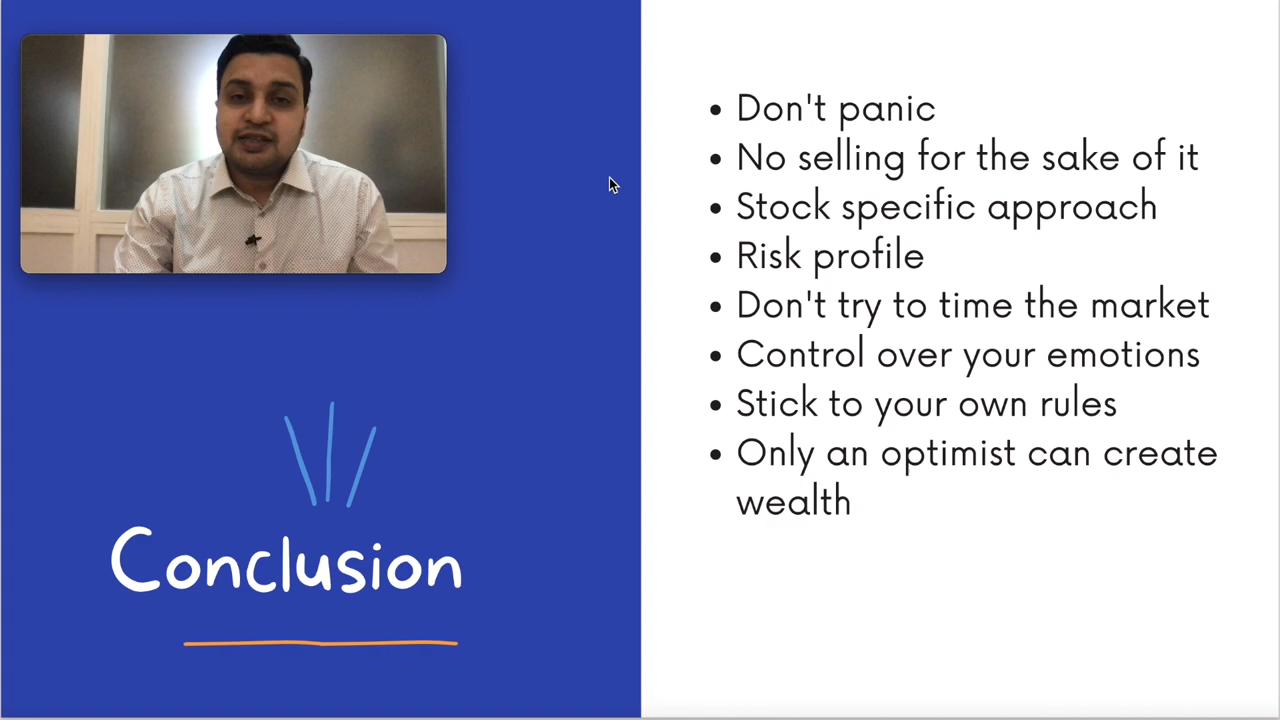 Conclusion
Don't panic
No selling for the sake of it
Stock specific approach
Risk profile
Don't try to time the market
Control over your emotions
Stick to your own rules
Only an optimist can create
wealth